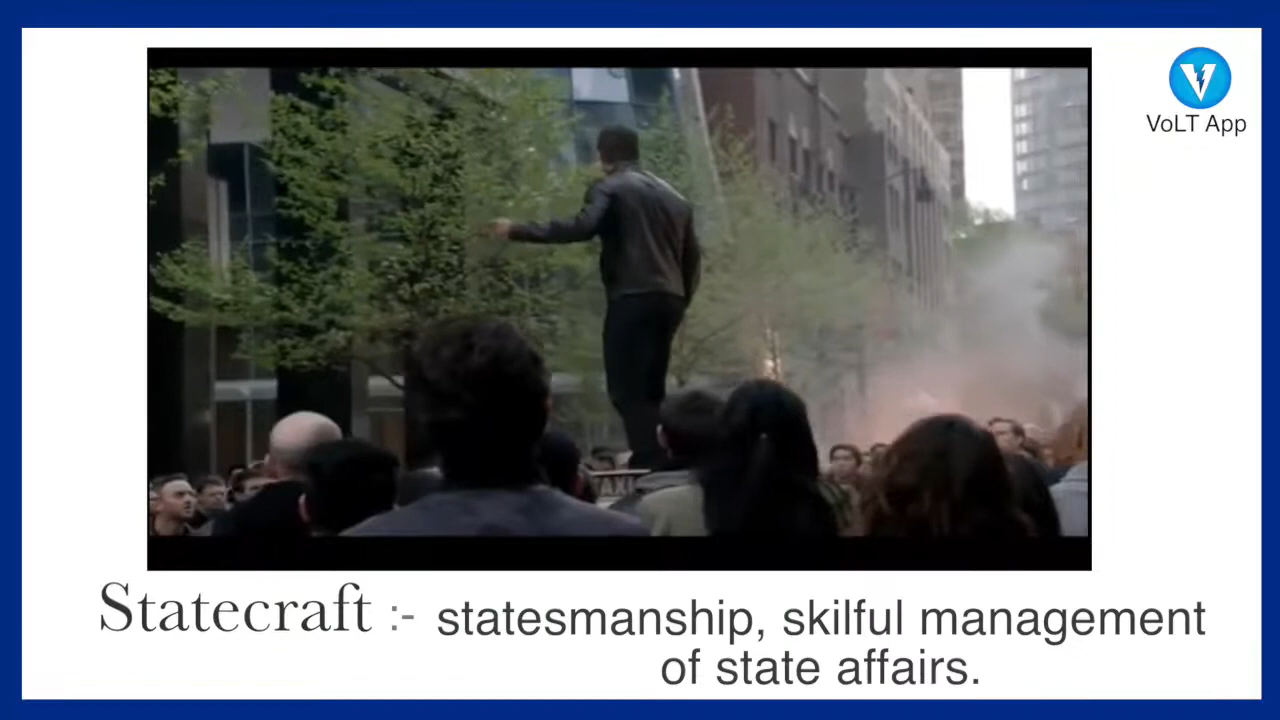 VoLT App
TAXI
Statecraft :- statesmanship, skilful management
of state affairs.